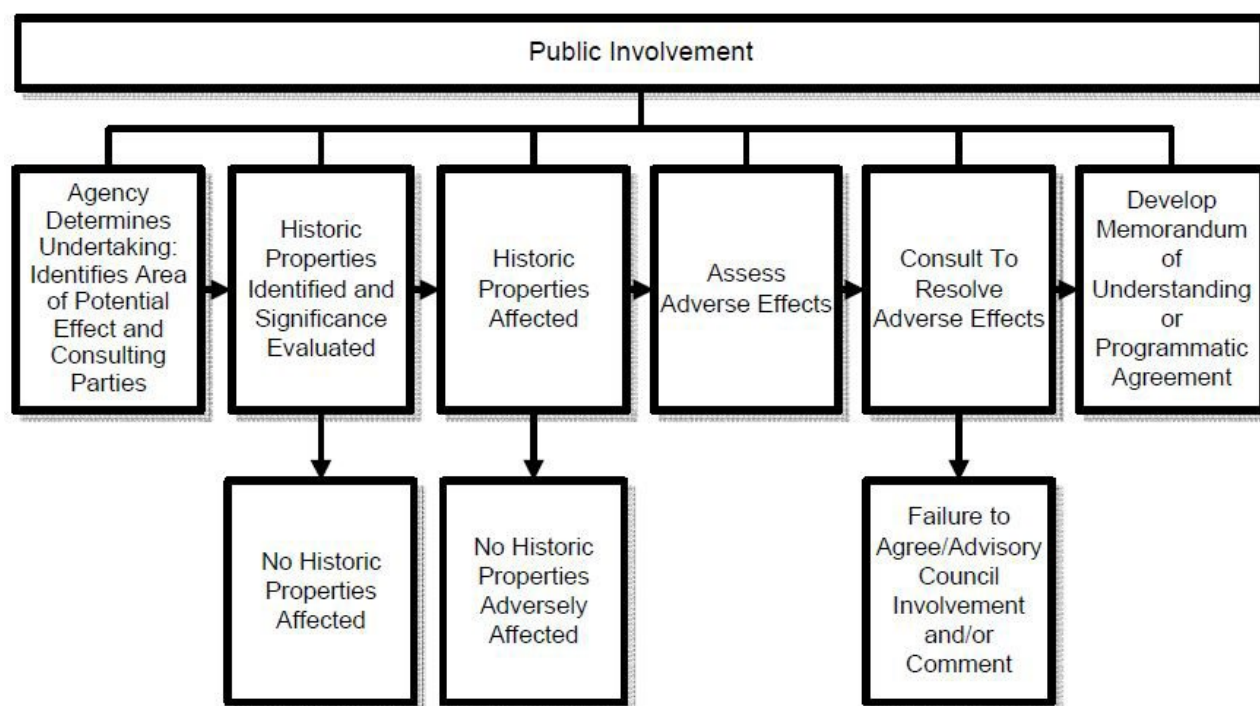 Public Involvement
Agency
Determines
Undertaking:
Identifies Area
of Potential
Effect and
Consulting
Parties
Historic
Properties
Identified and
Significance
Evaluated
Historic
Properties
Affected
Assess
Adverse Effects
Consult To
Resolve
Adverse Effects
Develop
Memorandum
of
Understanding
or
Programmatic
Agreement
No Historic
Properties
Affected
No Historic
Properties
Adversely
Affected
Failure to
Agree/Advisory
Council
Involvement
and/or
Comment